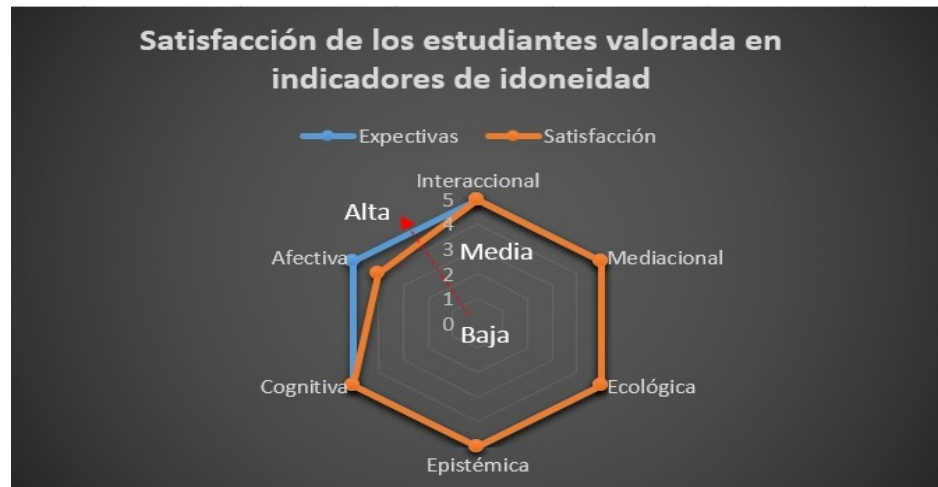 Satisfacción de los estudiantes valorada en
indicadores de idoneidad
Expectivas
Satisfacción
Interaccional
5
Alta
4
3
Media
Afectiva
Mediacional
2
1
0
Baja
Cognitiva
Ecológica
Epistémica